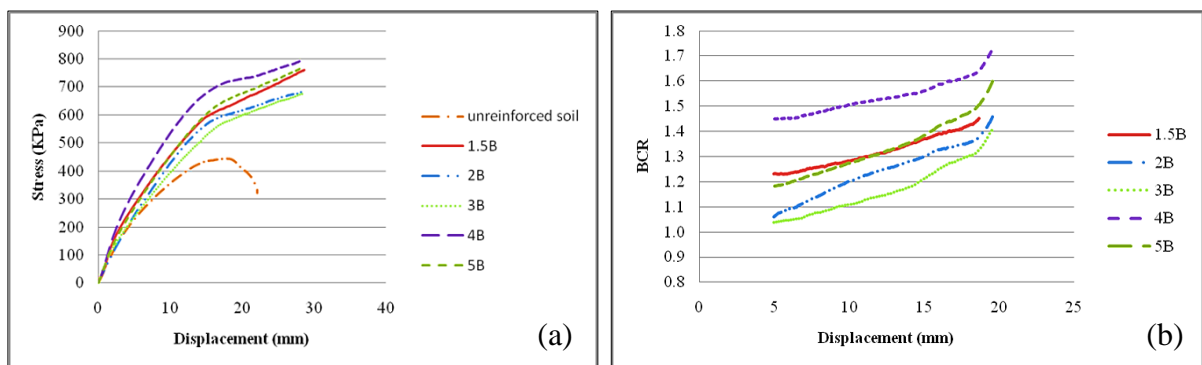 900
800
700
600
500
400
300
200
100
0
Stress (KPa)
0 10 20 30 40
Displacement (mm)
unreinforced soil
1.5B
2B
3B
4B
5B
(a)
1.8
1.7
1.6
1.5
1.4
1.3
1.2
1.1
1.0
0.9
0.8
BCR
0 5 10 15 20 25
Displacement (mm)
1.5B
2B
3B
4B
5B
(b)